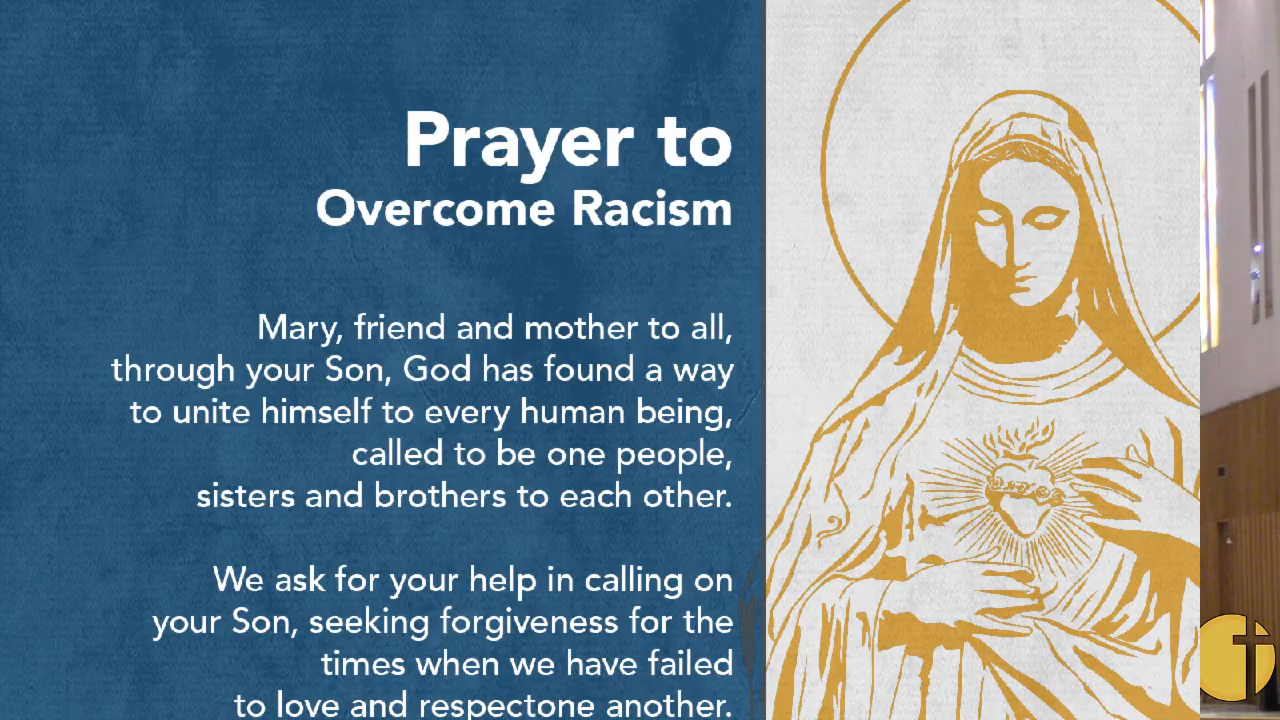 Prayer to
Overcome Racism
Mary, friend and mother to all,
through your Son, God has found a way
to unite himself to every human being,
called to be one people,
sisters and brothers to each other.
We ask for your help in calling on
your Son, seeking forgiveness for the
times when we have failed
to love and respectone another.